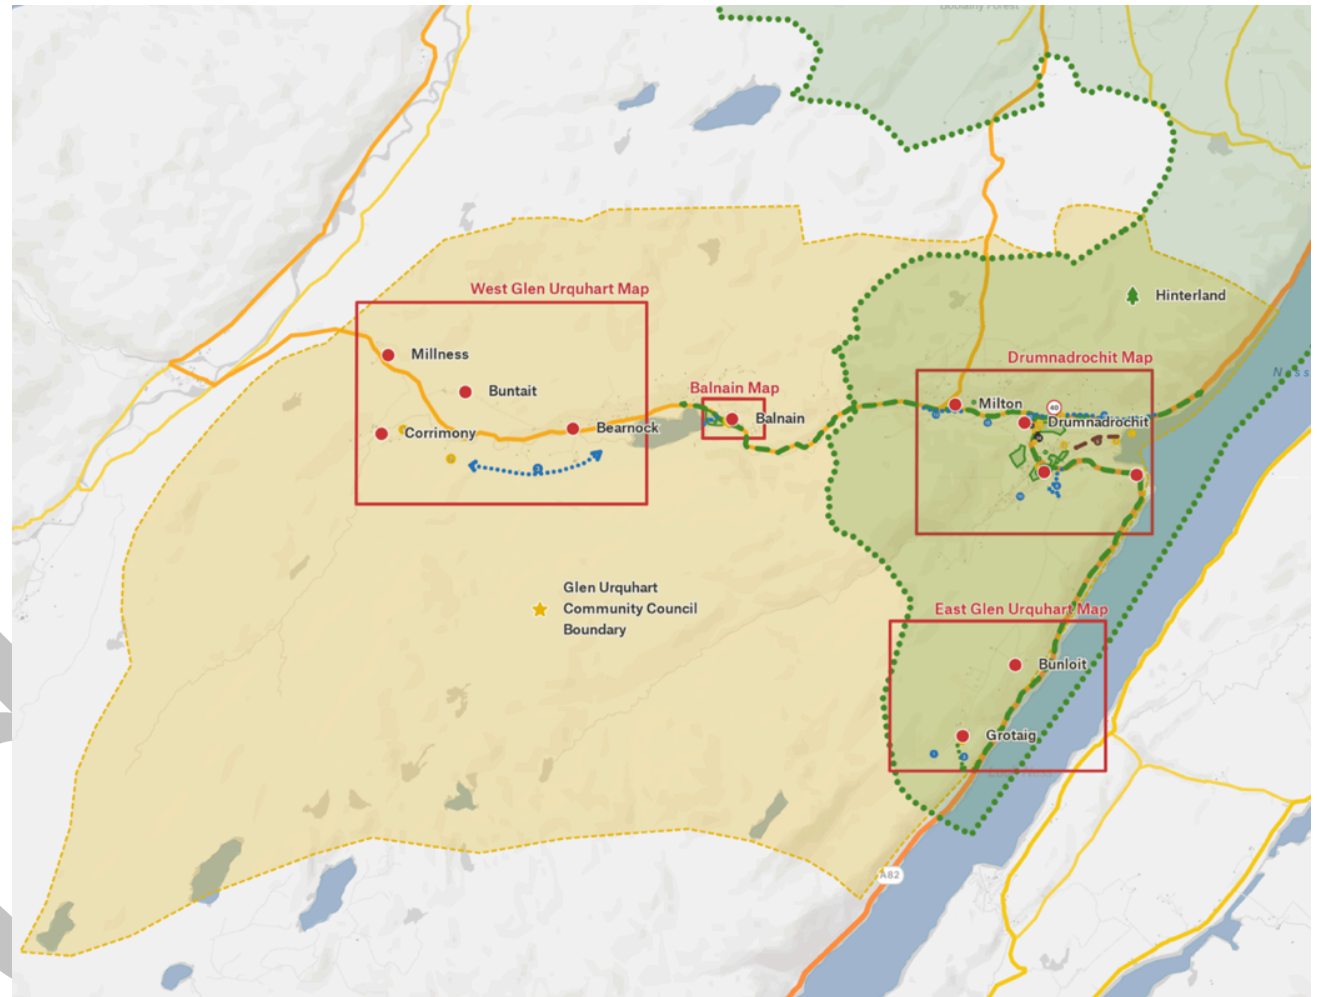 West Glen Urquhart Map
Hinterland
Millness
Drumnadrochit Map
Buntait
Balnain Map
Milton
40
Balnain
Bearnock
Drumnadrochit
Corrimony
Glen Urquhart
Community Council
Boundary
East Glen Urquhart Map
Bunloit
Grotaig
A82